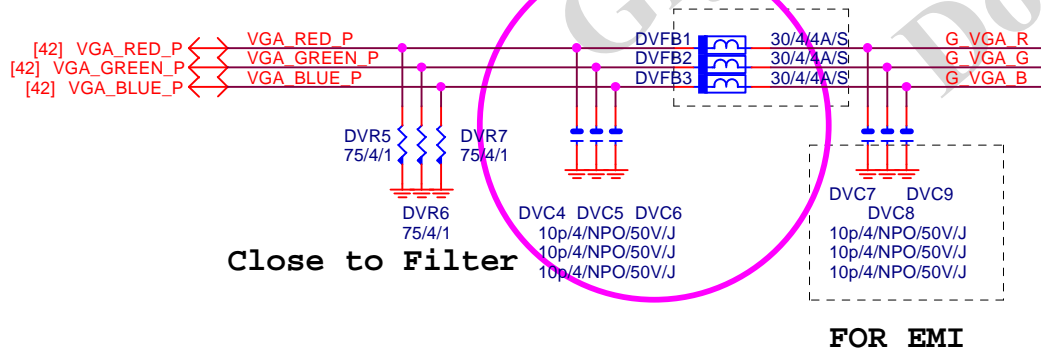 [42] VGA_RED_P VGA_RED_P DVFB1 30/4/4A/S G_VGA_R
[42] VGA_GREEN_P VGA_GREEN_P DVFB2 30/4/4A/S G_VGA_G
[42] VGA_BLUE_P VGA_BLUE_P DVFB3 30/4/4A/S G_VGA_B
DVR5 DVR7
75/4/1 75/4/1
DVC7 DVC9
DVR6 DVC4 DVC5 DVC6 DVC8
75/4/1 10p/4/NPO/50V/J 10p/4/NPO/50V/J
10p/4/NPO/50V/J 10p/4/NPO/50V/J
Close to Filter 10p/4/NPO/50V/J 10p/4/NPO/50V/J
FOR EMI